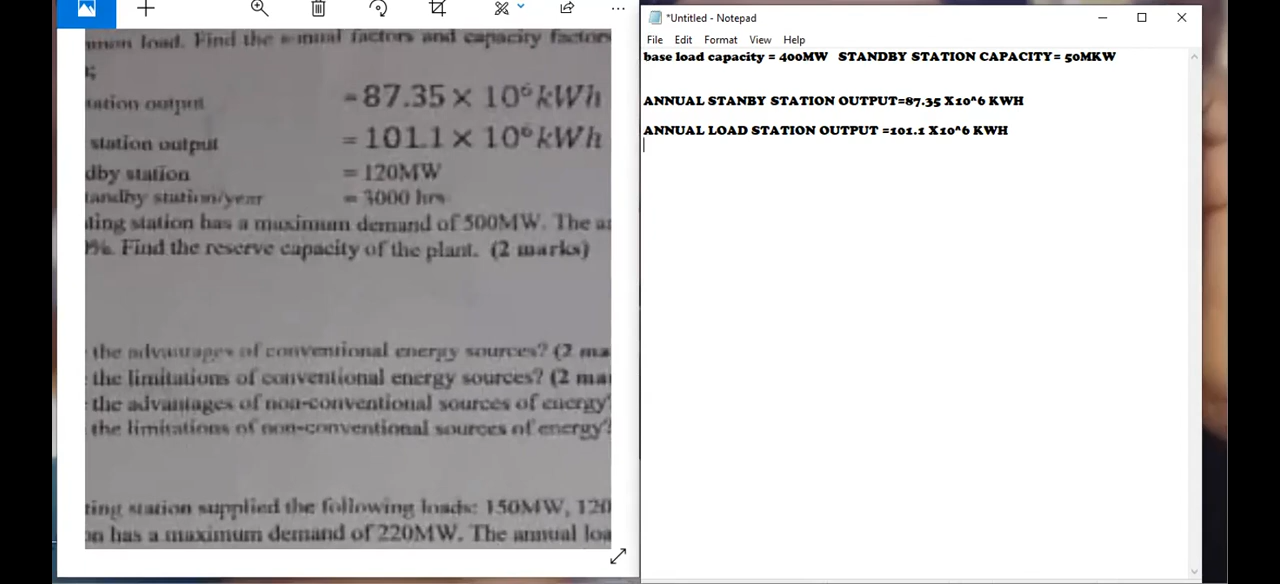 *Untitled - Notepad
File Edit Format View Help
load. Find the annual factors and capacity factors
station output = 87.35 × 10⁶kWh
station output = 101.1 × 10⁶kWh
dby station = 120MW
tandby station/year = 3000 hrs
ting station has a maximum demand of 500MW. The
%. Find the reserve capacity of the plant. (2 marks)
the advantages of conventional energy sources? (2 ma
the limitations of conventional energy sources? (2 ma
the advantages of non-conventional sources of energy?
the limitations of non-conventional sources of energy?
ting station supplied the following loads: 150MW, 120
on has a maximum demand of 220MW. The annual loa
base load capacity = 400MW STANDBY STATION CAPACITY= 50MKW
ANNUAL STANBY STATION OUTPUT=87.35 X10^6 KWH
ANNUAL LOAD STATION OUTPUT =101.1 X10^6 KWH